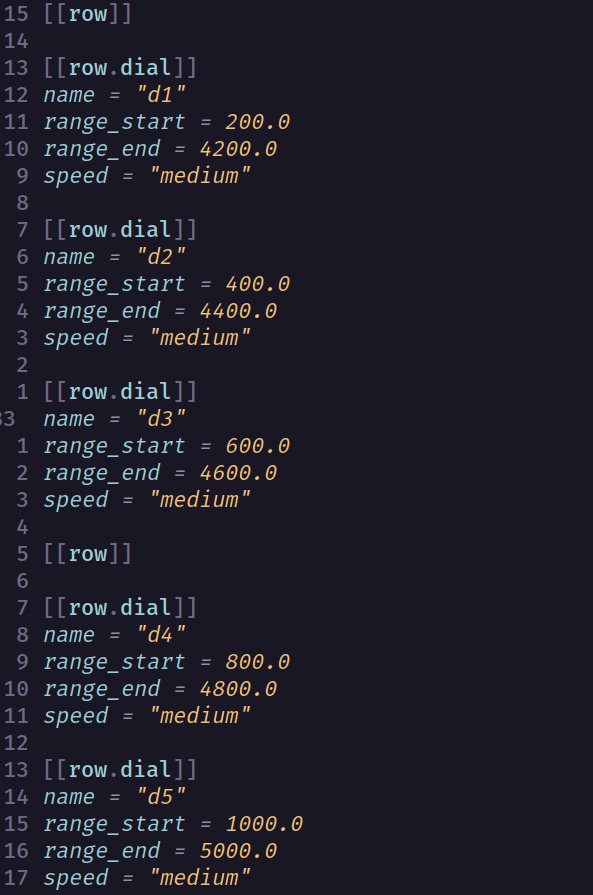 15 [[row]]
14
13 [[row.dial]]
12 name = "d1"
11 range_start = 200.0
10 range_end = 4200.0
9 speed = "medium"
8
7 [[row.dial]]
6 name = "d2"
5 range_start = 400.0
4 range_end = 4400.0
3 speed = "medium"
2
1 [[row.dial]]
33 name = "d3"
1 range_start = 600.0
2 range_end = 4600.0
3 speed = "medium"
4
5 [[row]]
6
7 [[row.dial]]
8 name = "d4"
9 range_start = 800.0
10 range_end = 4800.0
11 speed = "medium"
12
13 [[row.dial]]
14 name = "d5"
15 range_start = 1000.0
16 range_end = 5000.0
17 speed = "medium"